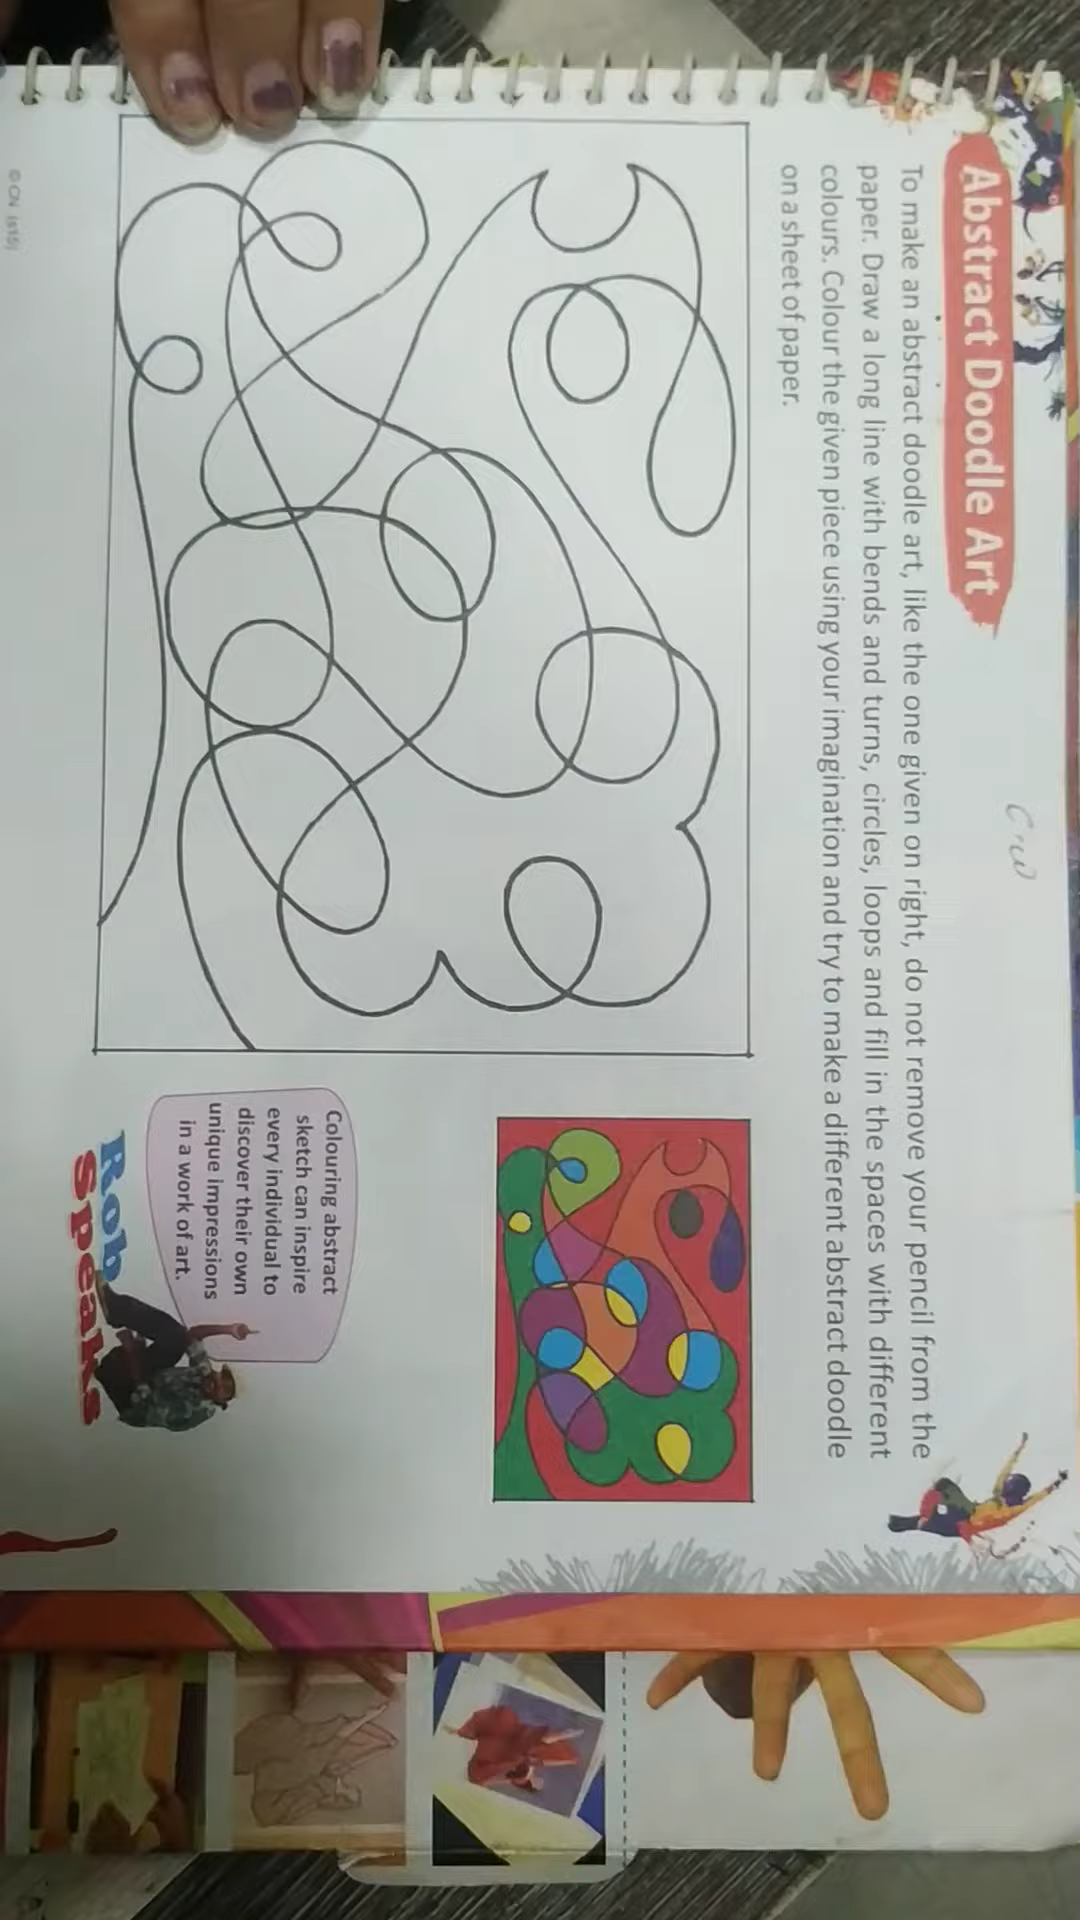 Abstract Doodle Art
To make an abstract doodle art, like the one given on right, do not remove your pencil from the
paper. Draw a long line with bends and turns, circles, loops and fill in the spaces with different
colours. Colour the given piece using your imagination and try to make a different abstract doodle
on a sheet of paper.
Colouring abstract
sketch can inspire
every individual to
discover their own
unique impressions
in a work of art.
Rob
Speaks